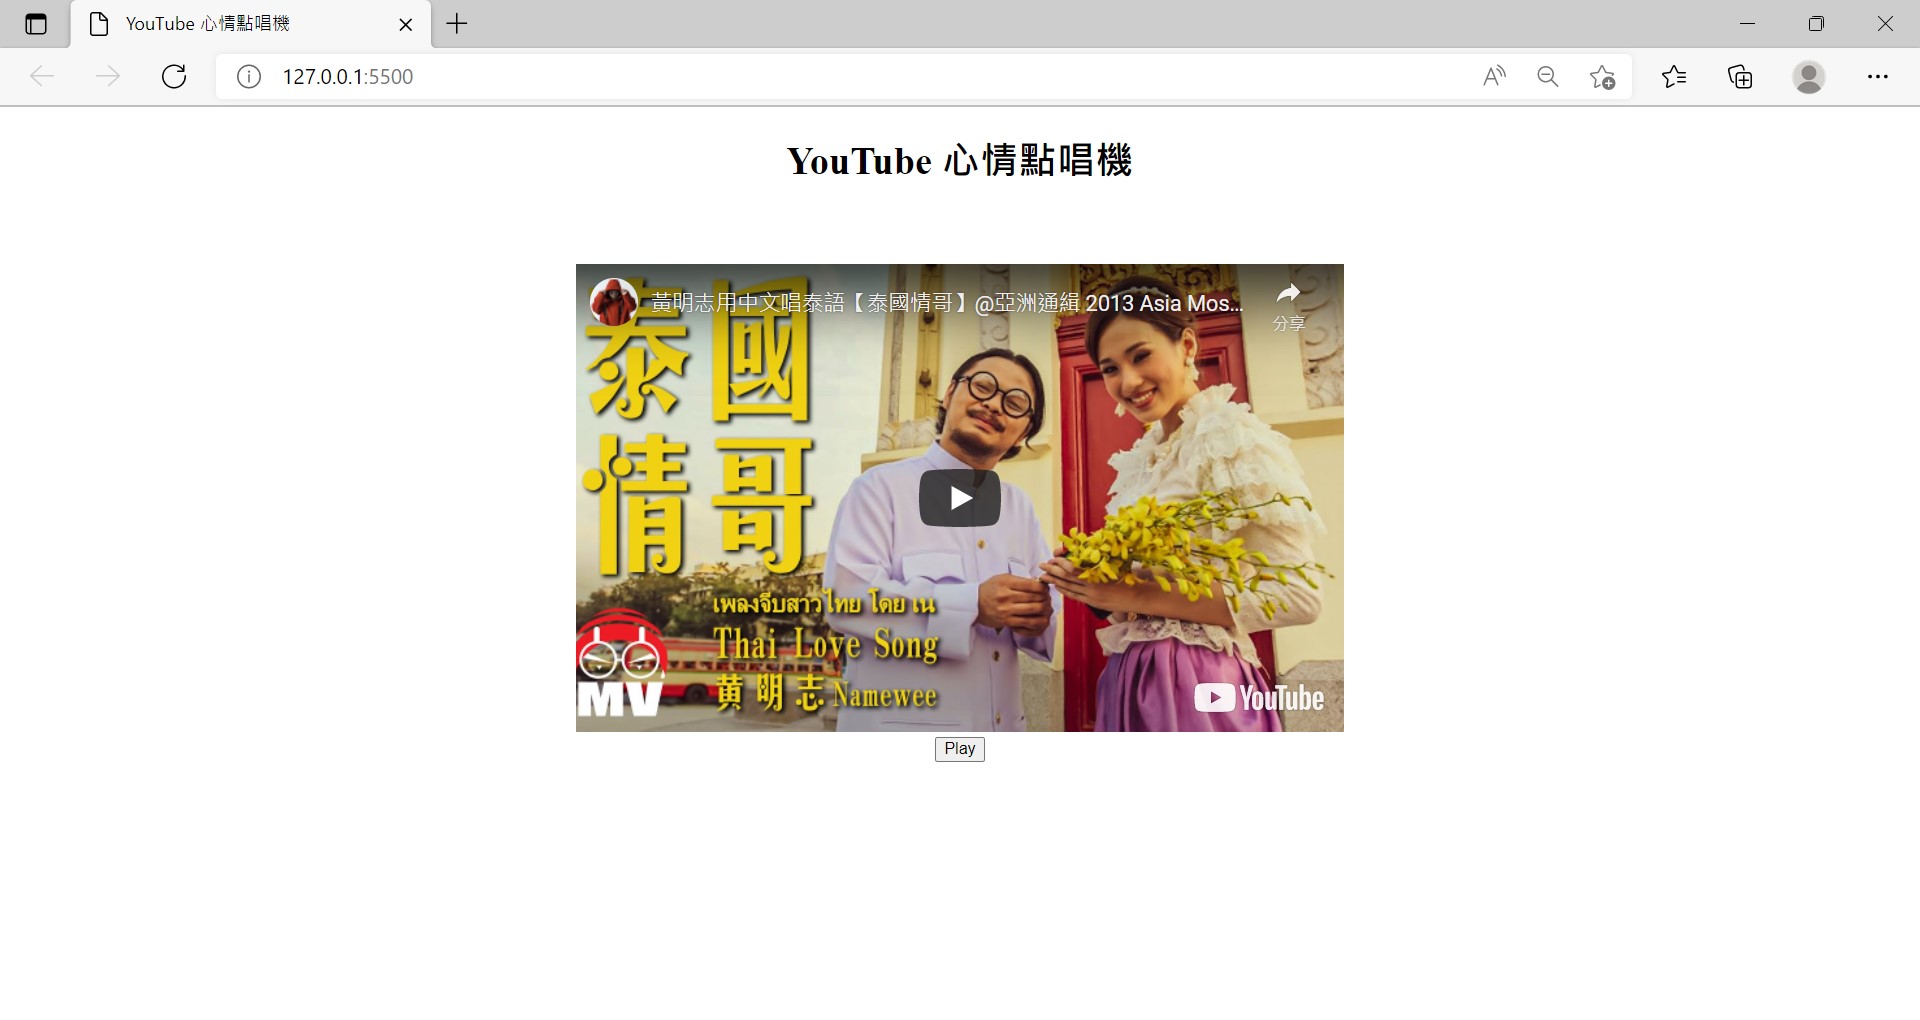 YouTube 心情點唱機
127.0.0.1:5500
YouTube 心情點唱機
黃明志用中文唱泰語【泰國情哥】@亞洲通緝 2013 Asia Mos...
分享
泰國
情哥
เพลงจีบสาวไทย โดย เน
Thai Love Song
黄明志 Namewee
MV
YouTube
Play